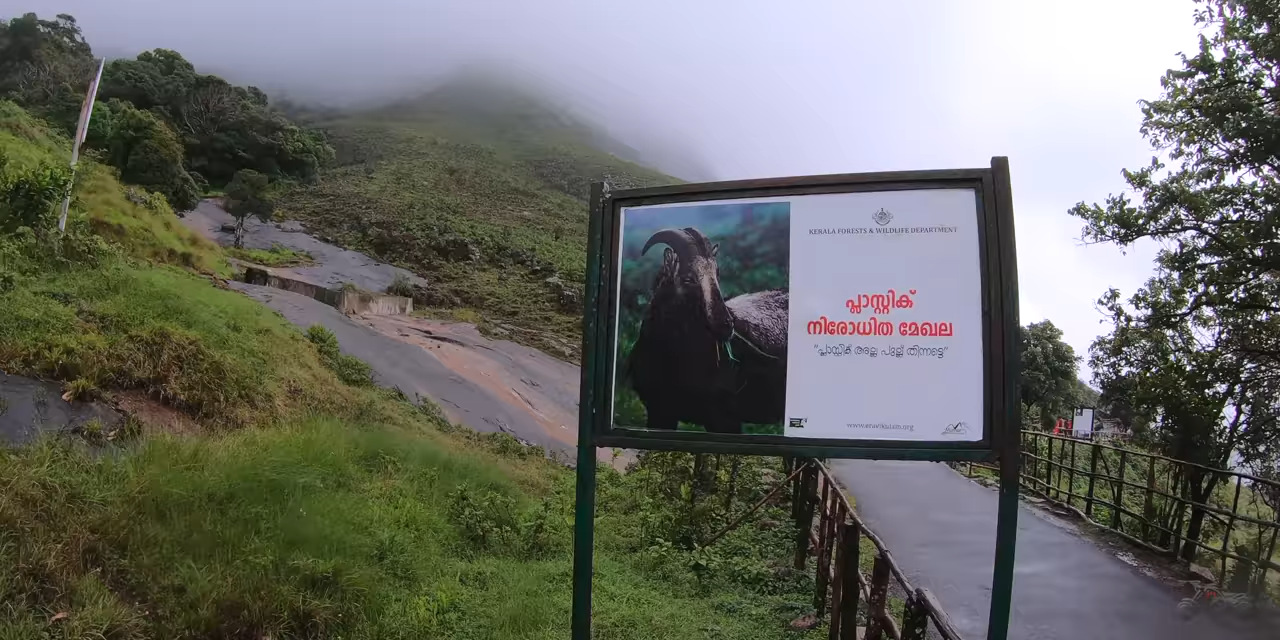 KERALA FORESTS & WILDLIFE DEPARTMENT
പ്ലാസ്റ്റിക്
നിരോധിത മേഖല
"പ്ലാസ്റ്റിക് അല്ല പുല്ല് തിന്നട്ടെ"
www.eravikulam.org